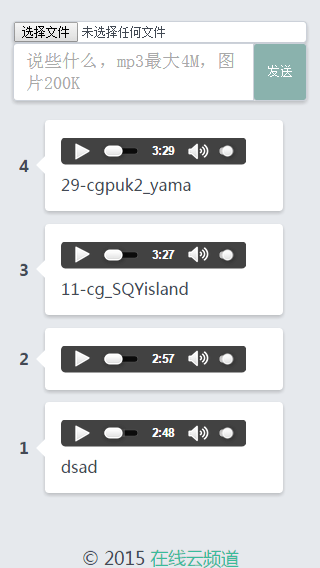 选择文件 未选择任何文件
说些什么，mp3最大4M，图
片200K
发送
4
3:29
29-cgpuk2_yama
3
3:27
11-cg_SQYisland
2
2:57
1
2:48
dsad
© 2015 在线云频道